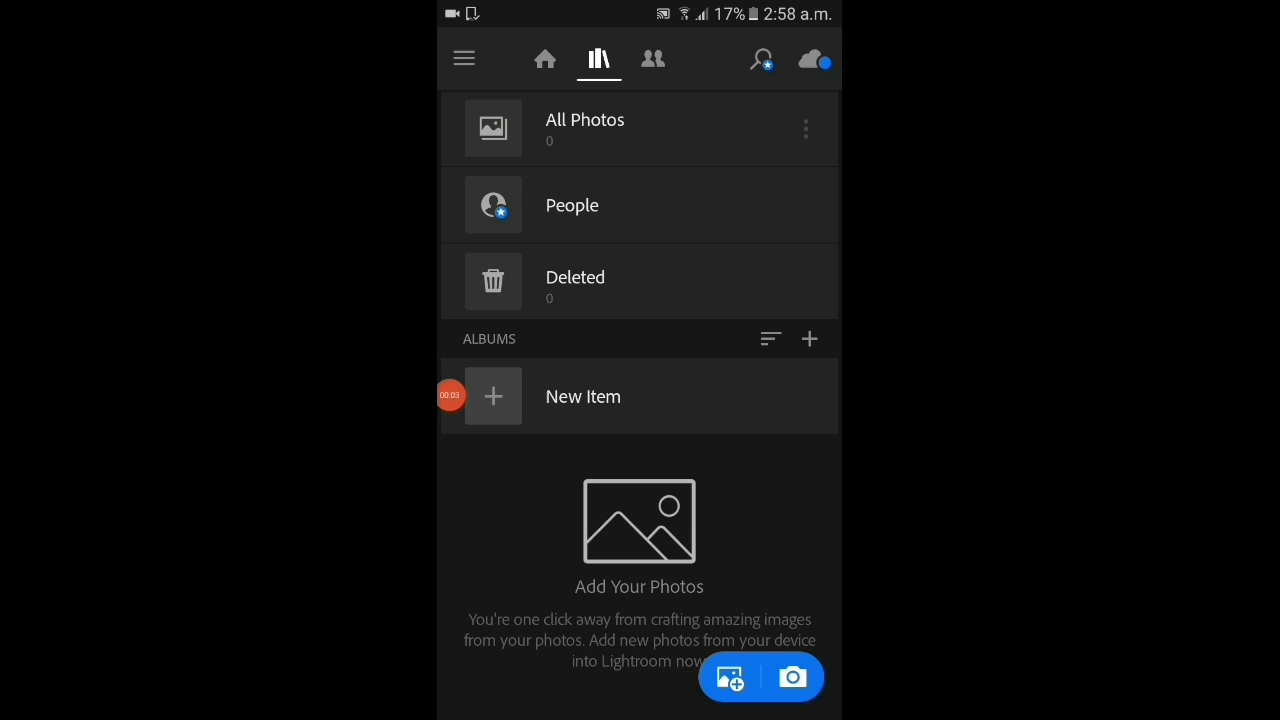 17% 2:58 a.m.
All Photos
0
People
Deleted
0
ALBUMS
00:03
New Item
Add Your Photos
You're one click away from crafting amazing images
from your photos. Add new photos from your device
into Lightroom now